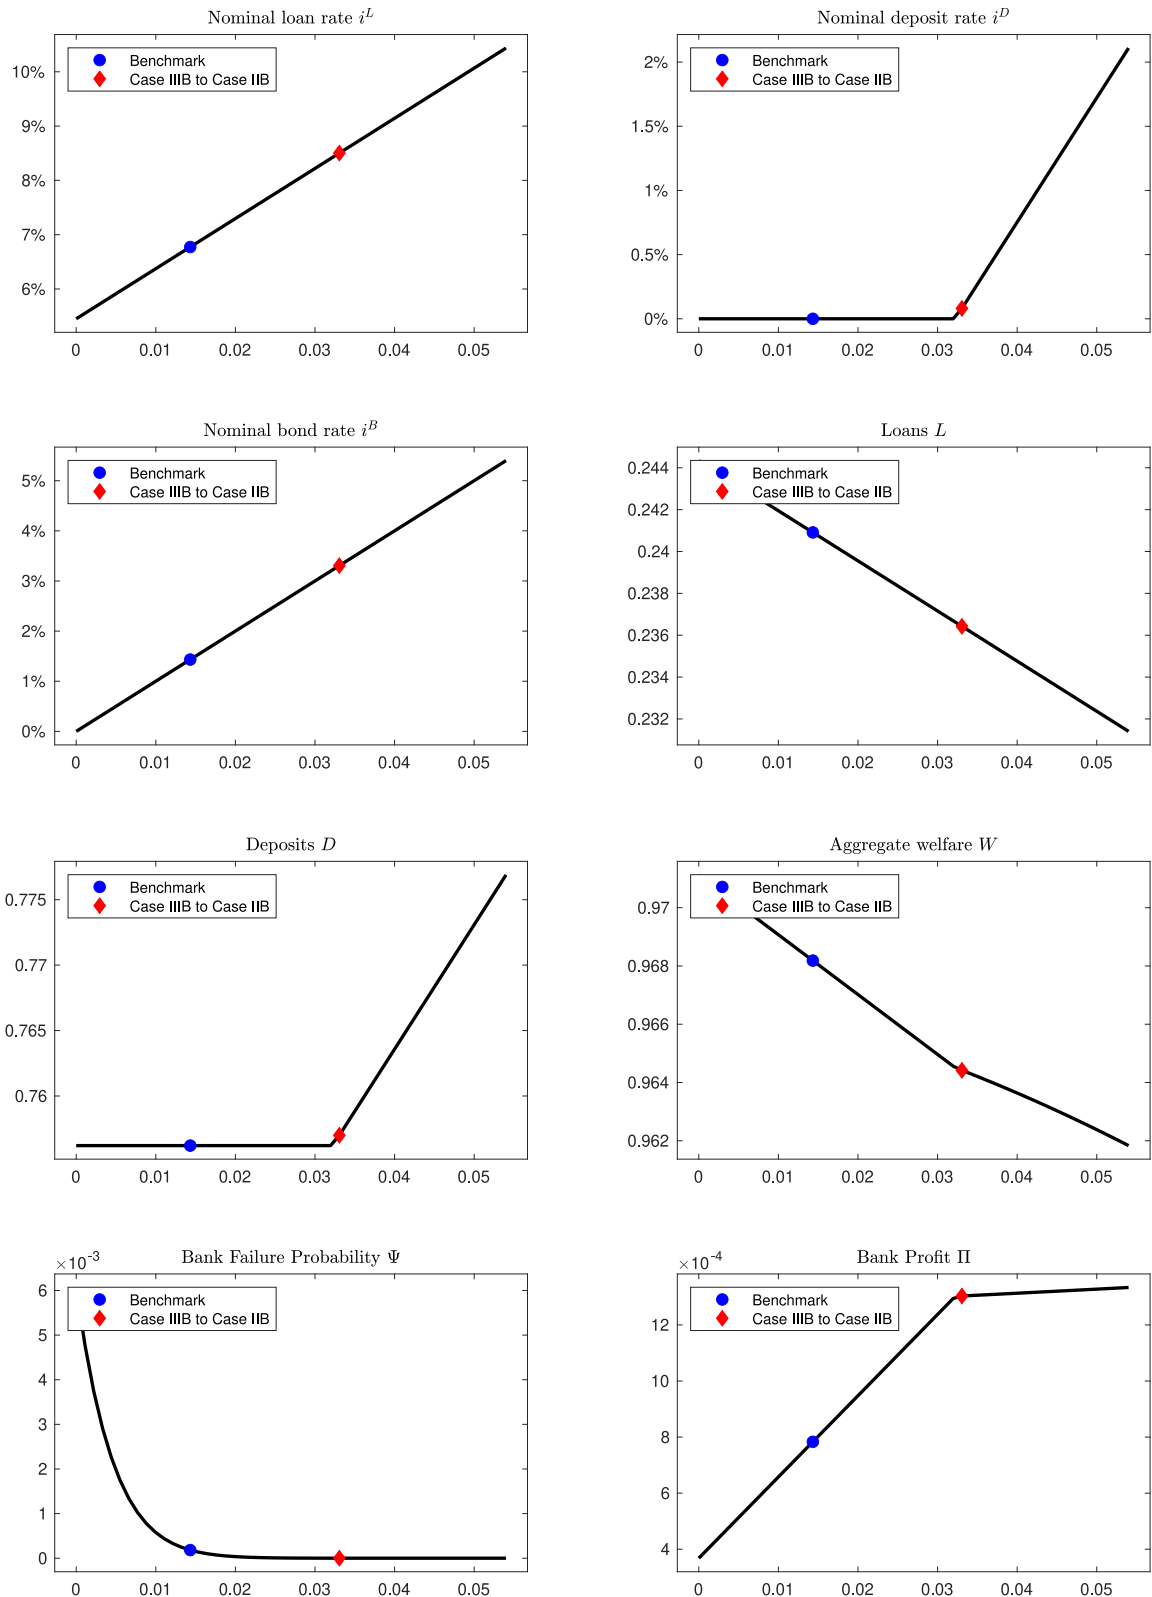 Nominal loan rate i^L
10%
9%
8%
7%
6%
Benchmark
Case IIIB to Case IIB
0 0.01 0.02 0.03 0.04 0.05
Nominal deposit rate i^D
2%
1.5%
1%
0.5%
0%
Benchmark
Case IIIB to Case IIB
0 0.01 0.02 0.03 0.04 0.05
Nominal bond rate i^B
5%
4%
3%
2%
1%
0%
Benchmark
Case IIIB to Case IIB
0 0.01 0.02 0.03 0.04 0.05
Loans L
0.244
0.242
0.24
0.238
0.236
0.234
0.232
Benchmark
Case IIIB to Case IIB
0 0.01 0.02 0.03 0.04 0.05
Deposits D
0.775
0.77
0.765
0.76
Benchmark
Case IIIB to Case IIB
0 0.01 0.02 0.03 0.04 0.05
Aggregate welfare W
0.97
0.968
0.966
0.964
0.962
Benchmark
Case IIIB to Case IIB
0 0.01 0.02 0.03 0.04 0.05
Bank Failure Probability Ψ
×10^-3
6
5
4
3
2
1
0
Benchmark
Case IIIB to Case IIB
0 0.01 0.02 0.03 0.04 0.05
Bank Profit Π
×10^-4
12
10
8
6
4
Benchmark
Case IIIB to Case IIB
0 0.01 0.02 0.03 0.04 0.05